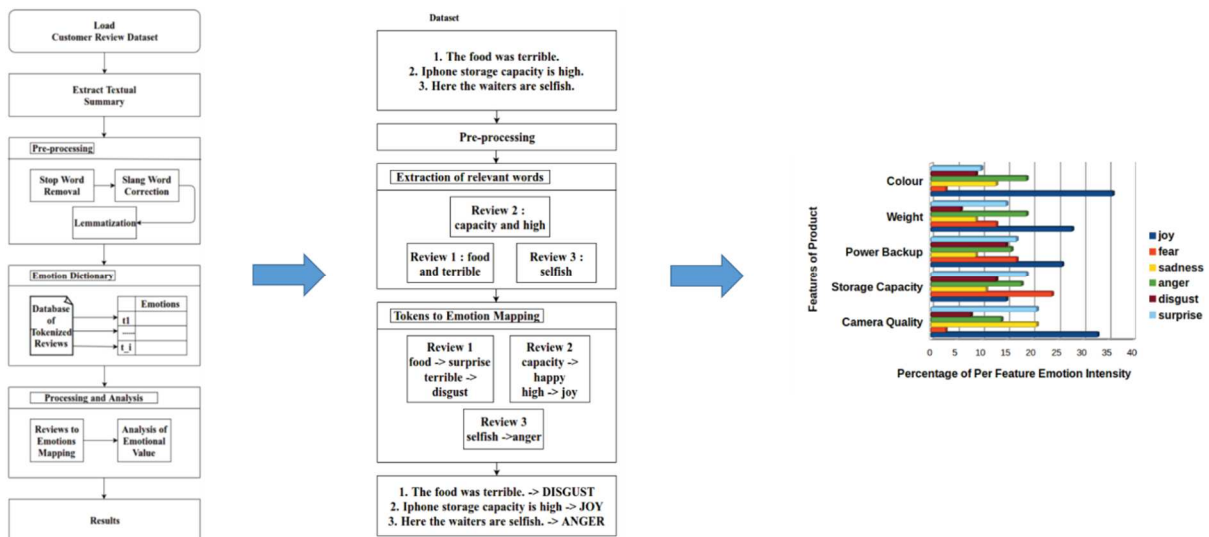 Load
Customer Review Dataset
Extract Textual
Summary
Pre-processing
Stop Word
Removal
Slang Word
Correction
Lemmatization
Emotion Dictionary
Database
of
Tokenized
Reviews
Emotions
t1
----
t_i
Processing and Analysis
Reviews to
Emotions
Mapping
Analysis of
Emotional
Value
Results
Dataset
1. The food was terrible.
2. Iphone storage capacity is high.
3. Here the waiters are selfish.
Pre-processing
Extraction of relevant words
Review 2 :
capacity and high
Review 1 : food
and terrible
Review 3 :
selfish
Tokens to Emotion Mapping
Review 1
food -> surprise
terrible ->
disgust
Review 2
capacity ->
happy
high -> joy
Review 3
selfish ->anger
1. The food was terrible. -> DISGUST
2. Iphone storage capacity is high -> JOY
3. Here the waiters are selfish. -> ANGER
Features of Product
Colour
Weight
Power Backup
Storage Capacity
Camera Quality
0 5 10 15 20 25 30 35 40
Percentage of Per Feature Emotion Intensity
joy
fear
sadness
anger
disgust
surprise